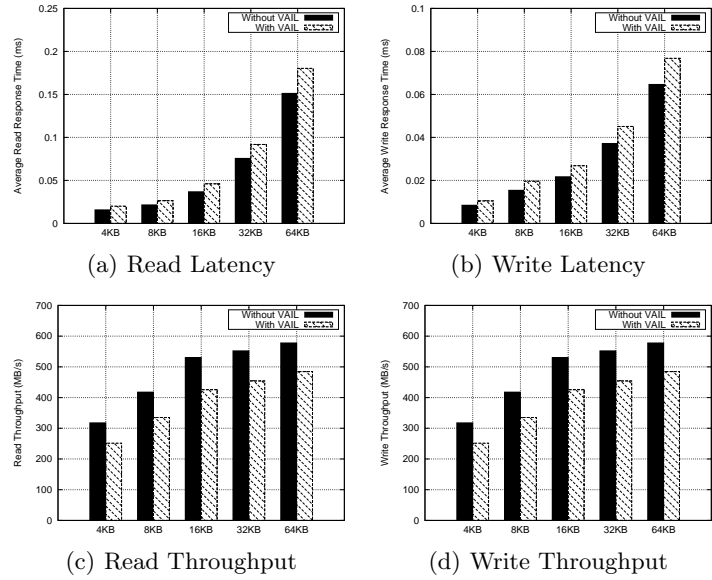 Average Read Response Time (ms)
0.25
0.2
0.15
0.1
0.05
0
Without VAIL
With VAIL
4KB 8KB 16KB 32KB 64KB
(a) Read Latency
Average Write Response Time (ms)
0.1
0.08
0.06
0.04
0.02
0
Without VAIL
With VAIL
4KB 8KB 16KB 32KB 64KB
(b) Write Latency
Read Throughput (MB/s)
700
600
500
400
300
200
100
0
Without VAIL
With VAIL
4KB 8KB 16KB 32KB 64KB
(c) Read Throughput
Write Throughput (MB/s)
700
600
500
400
300
200
100
0
Without VAIL
With VAIL
4KB 8KB 16KB 32KB 64KB
(d) Write Throughput